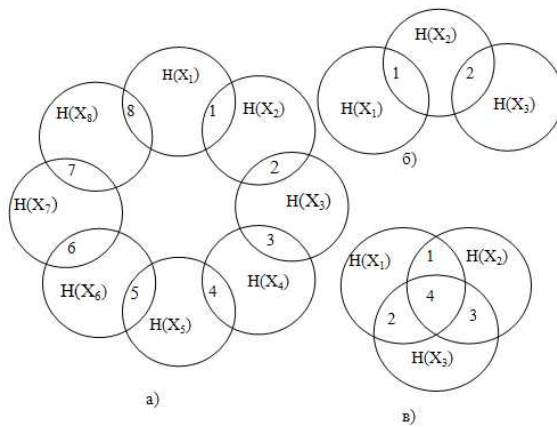 H(X₁)
8
1
H(X₂)
H(X₈)
7
2
H(X₇)
H(X₃)
6
3
H(X₆)
5
4
H(X₄)
H(X₅)
а)
H(X₂)
1
2
H(X₁)
H(X₃)
б)
H(X₁)
1
H(X₂)
4
2
3
H(X₃)
в)